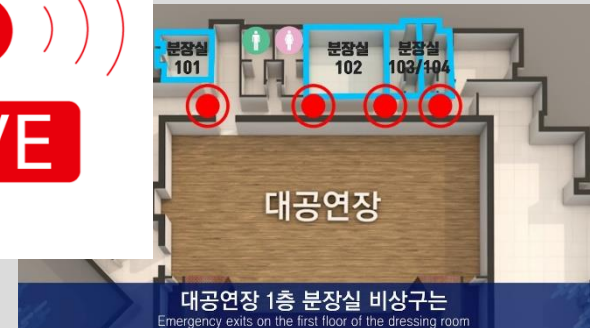 VE
분장실
101
분장실
102
분장실
103/104
대공연장
대공연장 1층 분장실 비상구는
Emergency exits on the first floor of the dressing room